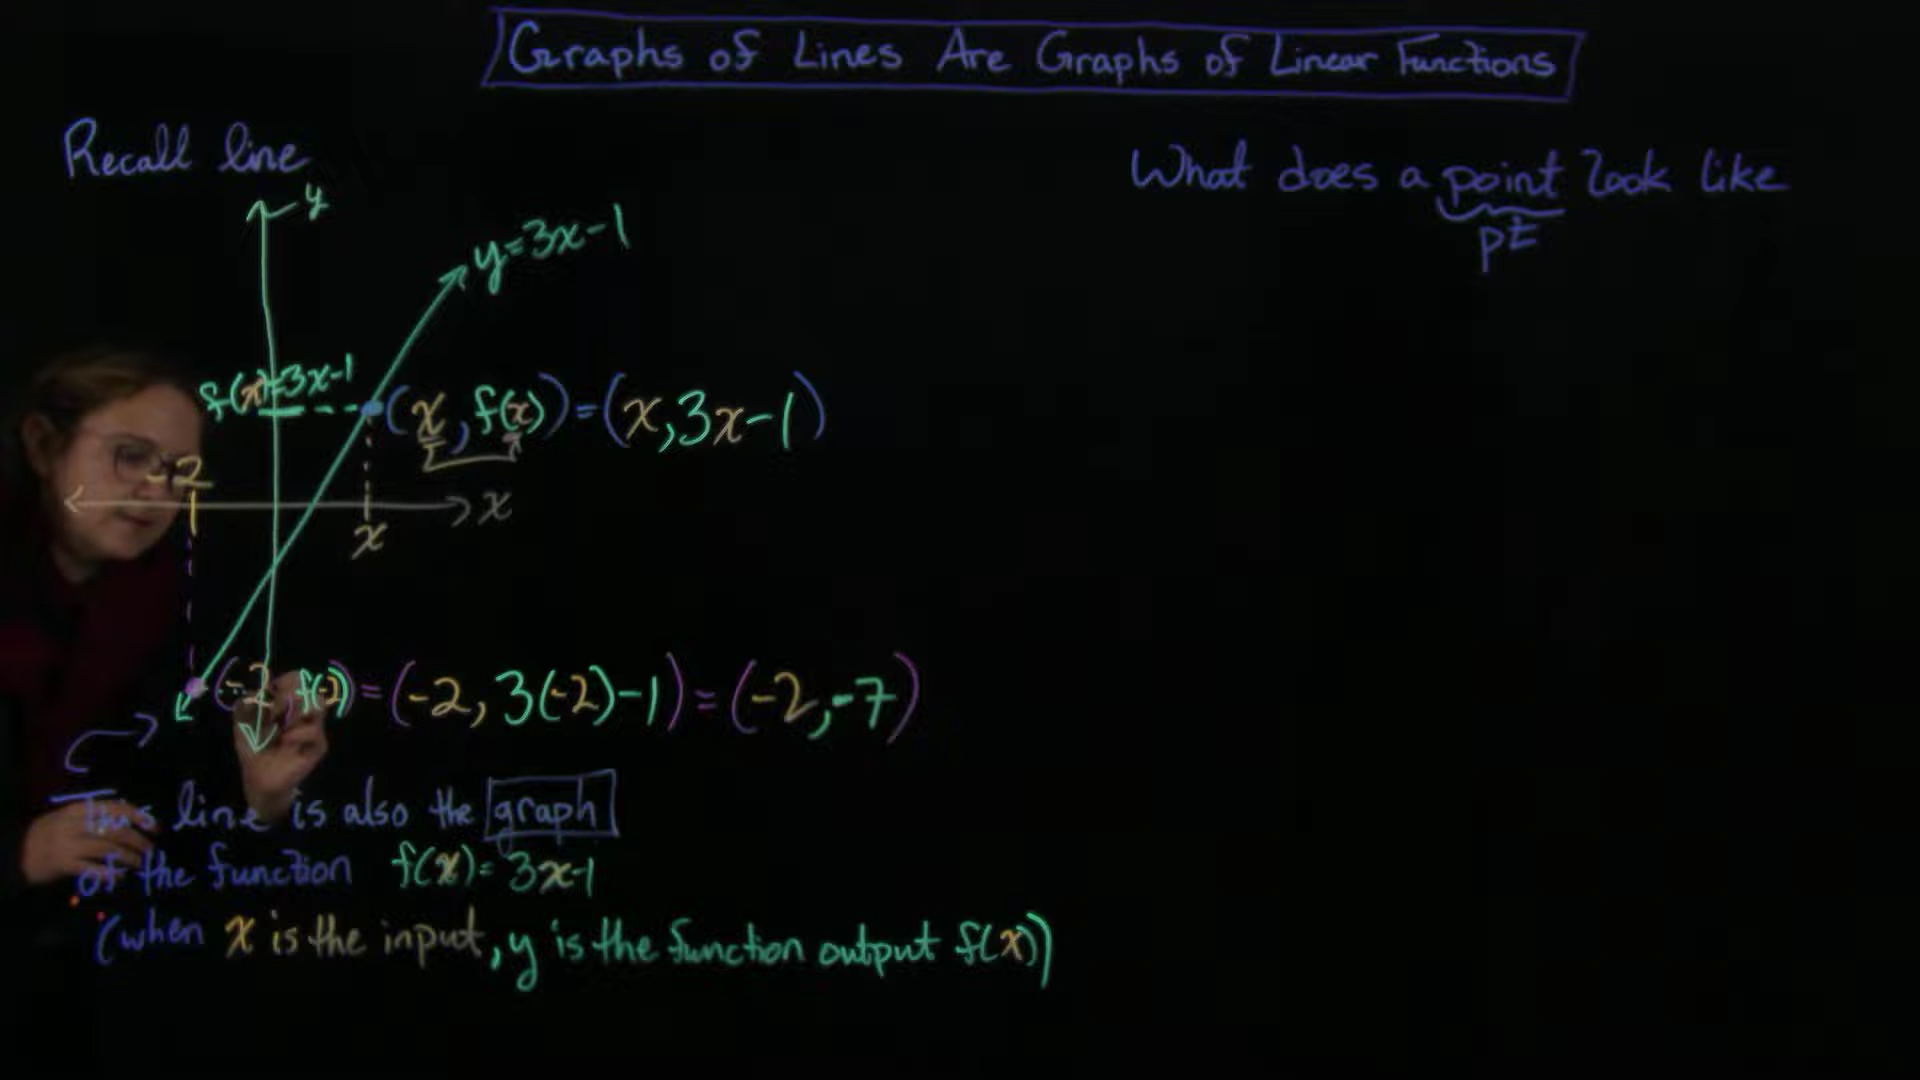 Graphs of Lines Are Graphs of Linear Functions
Recall line
What does a point look like
pt
y
y=3x-1
f(x)=3x-1
(x, f(x))=(x,3x-1)
-2
x
x
(-2, f(-2))=(-2, 3(-2)-1)=(-2,-7)
This line is also the graph
of the function f(x)=3x-1
(when x is the input, y is the function output f(x))